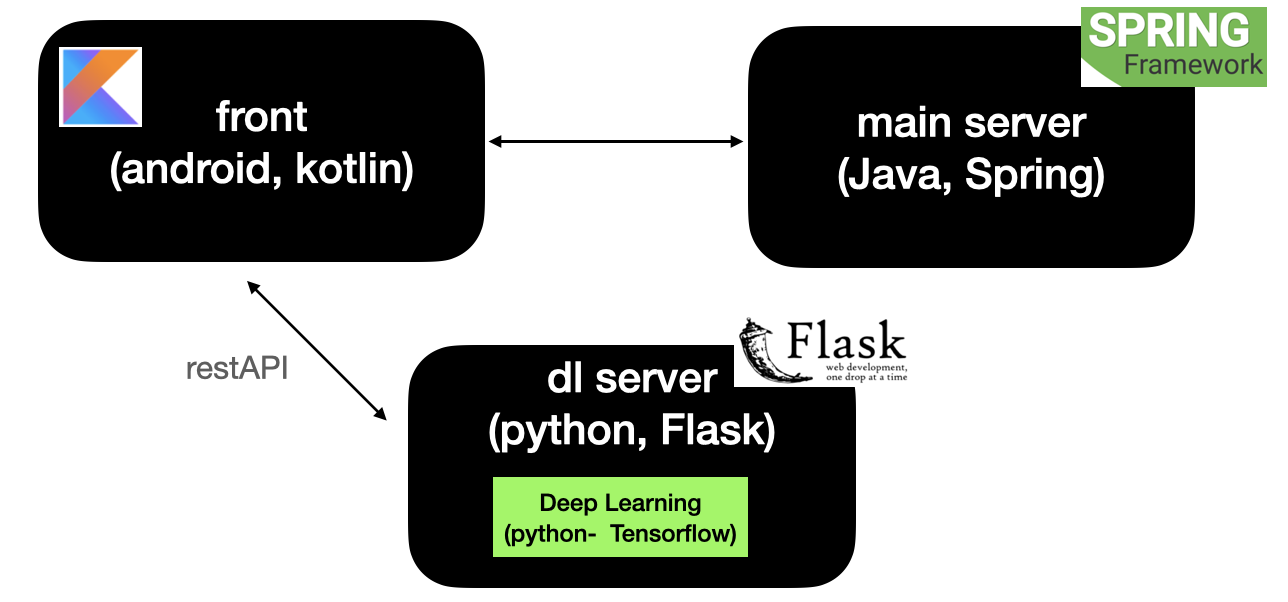 front
(android, kotlin)
SPRING
Framework
main server
(Java, Spring)
restAPI
Flask
web development,
one drop at a time
dl server
(python, Flask)
Deep Learning
(python-  Tensorflow)